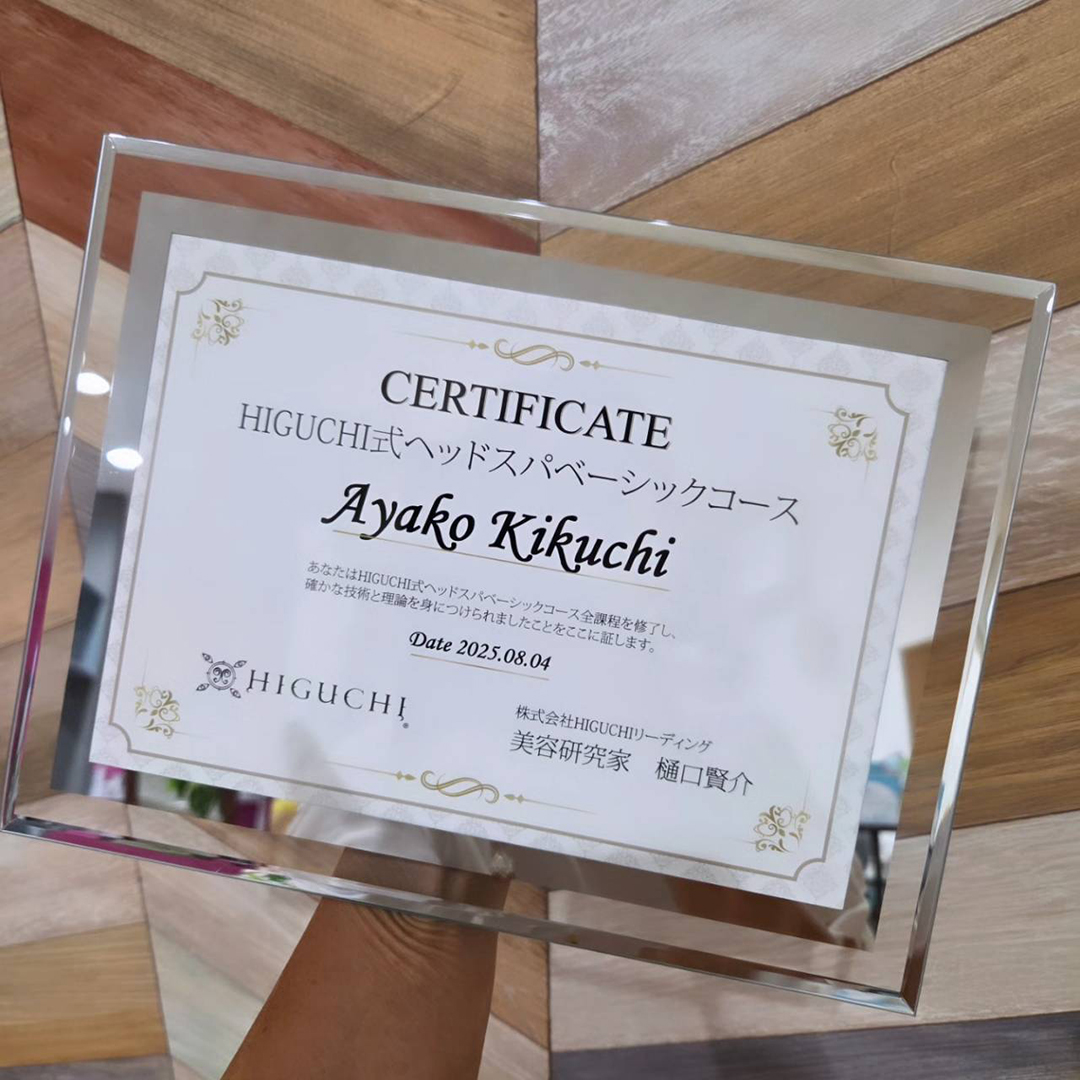 CERTIFICATE
HIGUCHI式ヘッドスパベーシックコース
Ayako Kikuchi
あなたはHIGUCHI式ヘッドスパベーシックコース全課程を修了し、
確かな技術と理論を身につけられましたことをここに証します。
Date 2025.08.04
HIGUCHI®
株式会社HIGUCHIリーディング
美容研究家 樋口賢介